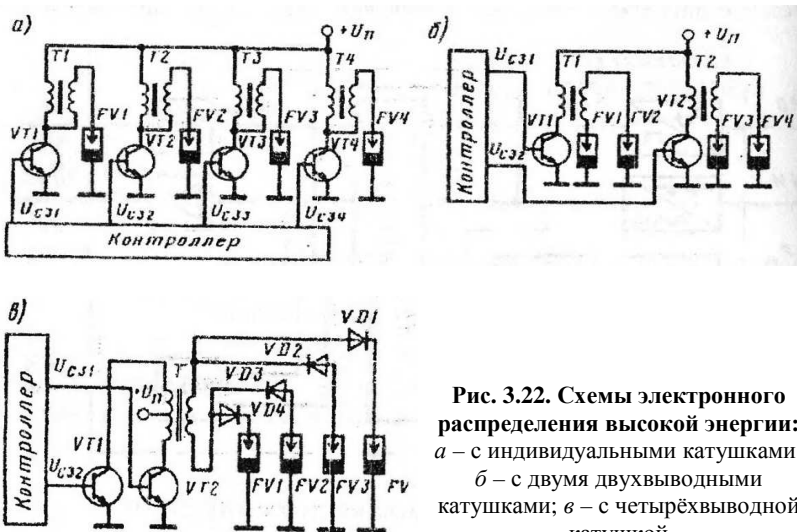 а)
+Uп
T1
T2
T3
T4
FV1
FV2
FV3
FV4
VT1
VT2
VT3
VT4
Uсз1
Uсз2
Uсз3
Uсз4
Контроллер
б)
+Uп
T1
T2
Uсз1
VT1
FV1
FV2
VT2
FV3
FV4
Uсз2
Контроллер
в)
VD1
VD2
VD3
VD4
Uсз1
T
+Uп
VT1
Uсз2
VT2
FV1
FV2
FV3
FV
Контроллер
Рис. 3.22. Схемы электронного
распределения высокой энергии:
а – с индивидуальными катушками
б – с двумя двухвыводными
катушками; в – с четырёхвыводной